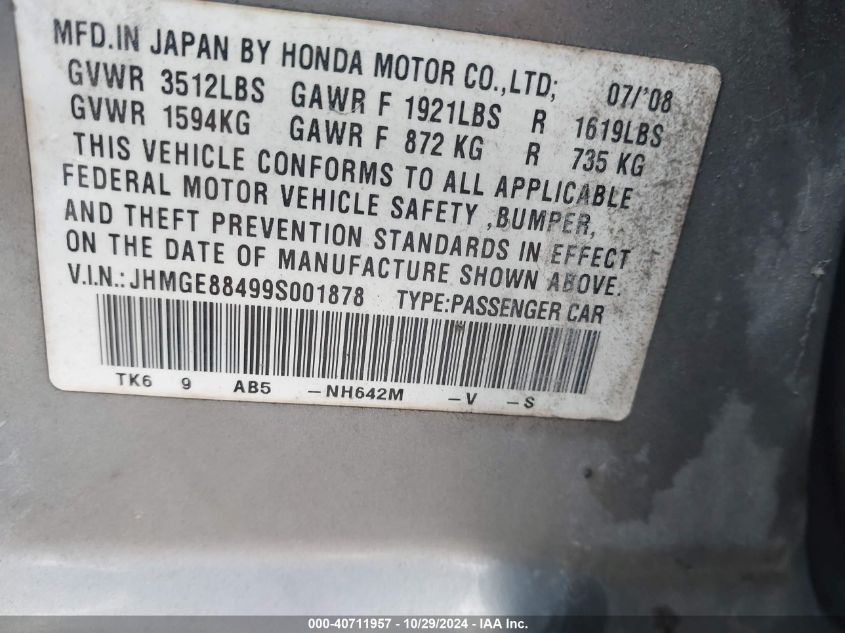 MFD.IN JAPAN BY HONDA MOTOR CO.,LTD; 07/'08
GVWR 3512LBS GAWR F 1921LBS R 1619LBS
GVWR 1594KG GAWR F 872 KG R 735 KG
THIS VEHICLE CONFORMS TO ALL APPLICABLE
FEDERAL MOTOR VEHICLE SAFETY ,BUMPER,
AND THEFT PREVENTION STANDARDS IN EFFECT
ON THE DATE OF MANUFACTURE SHOWN ABOVE.
V.I.N.: JHMGE88499S001878 TYPE:PASSENGER CAR
TK6 9 AB5 -NH642M -V -S
000-40711957 - 10/29/2024 - IAA Inc.